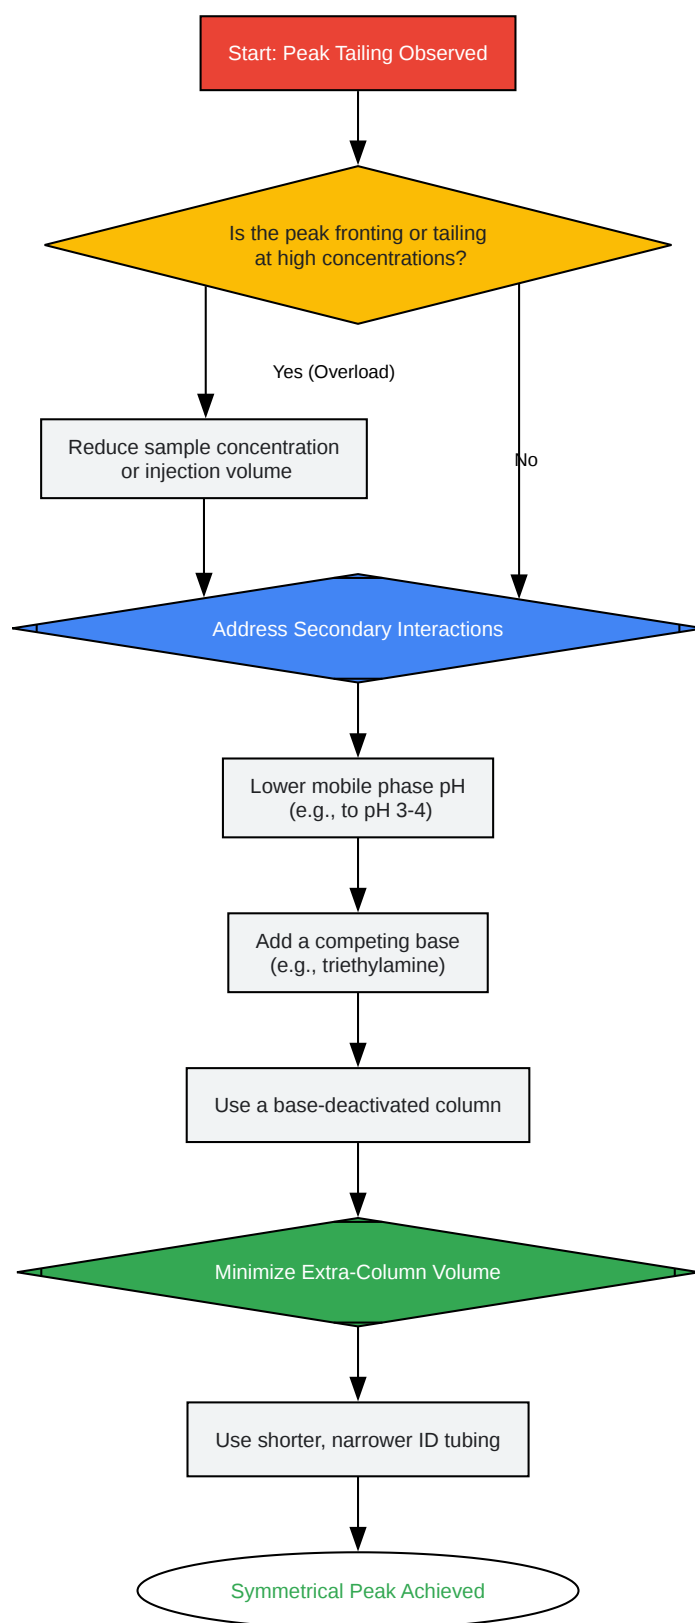 Start: Peak Tailing Observed
Is the peak fronting or tailing
at high concentrations?
Yes (Overload)
Reduce sample concentration
or injection volume
No
Address Secondary Interactions
Lower mobile phase pH
(e.g., to pH 3-4)
Add a competing base
(e.g., triethylamine)
Use a base-deactivated column
Minimize Extra-Column Volume
Use shorter, narrower ID tubing
Symmetrical Peak Achieved